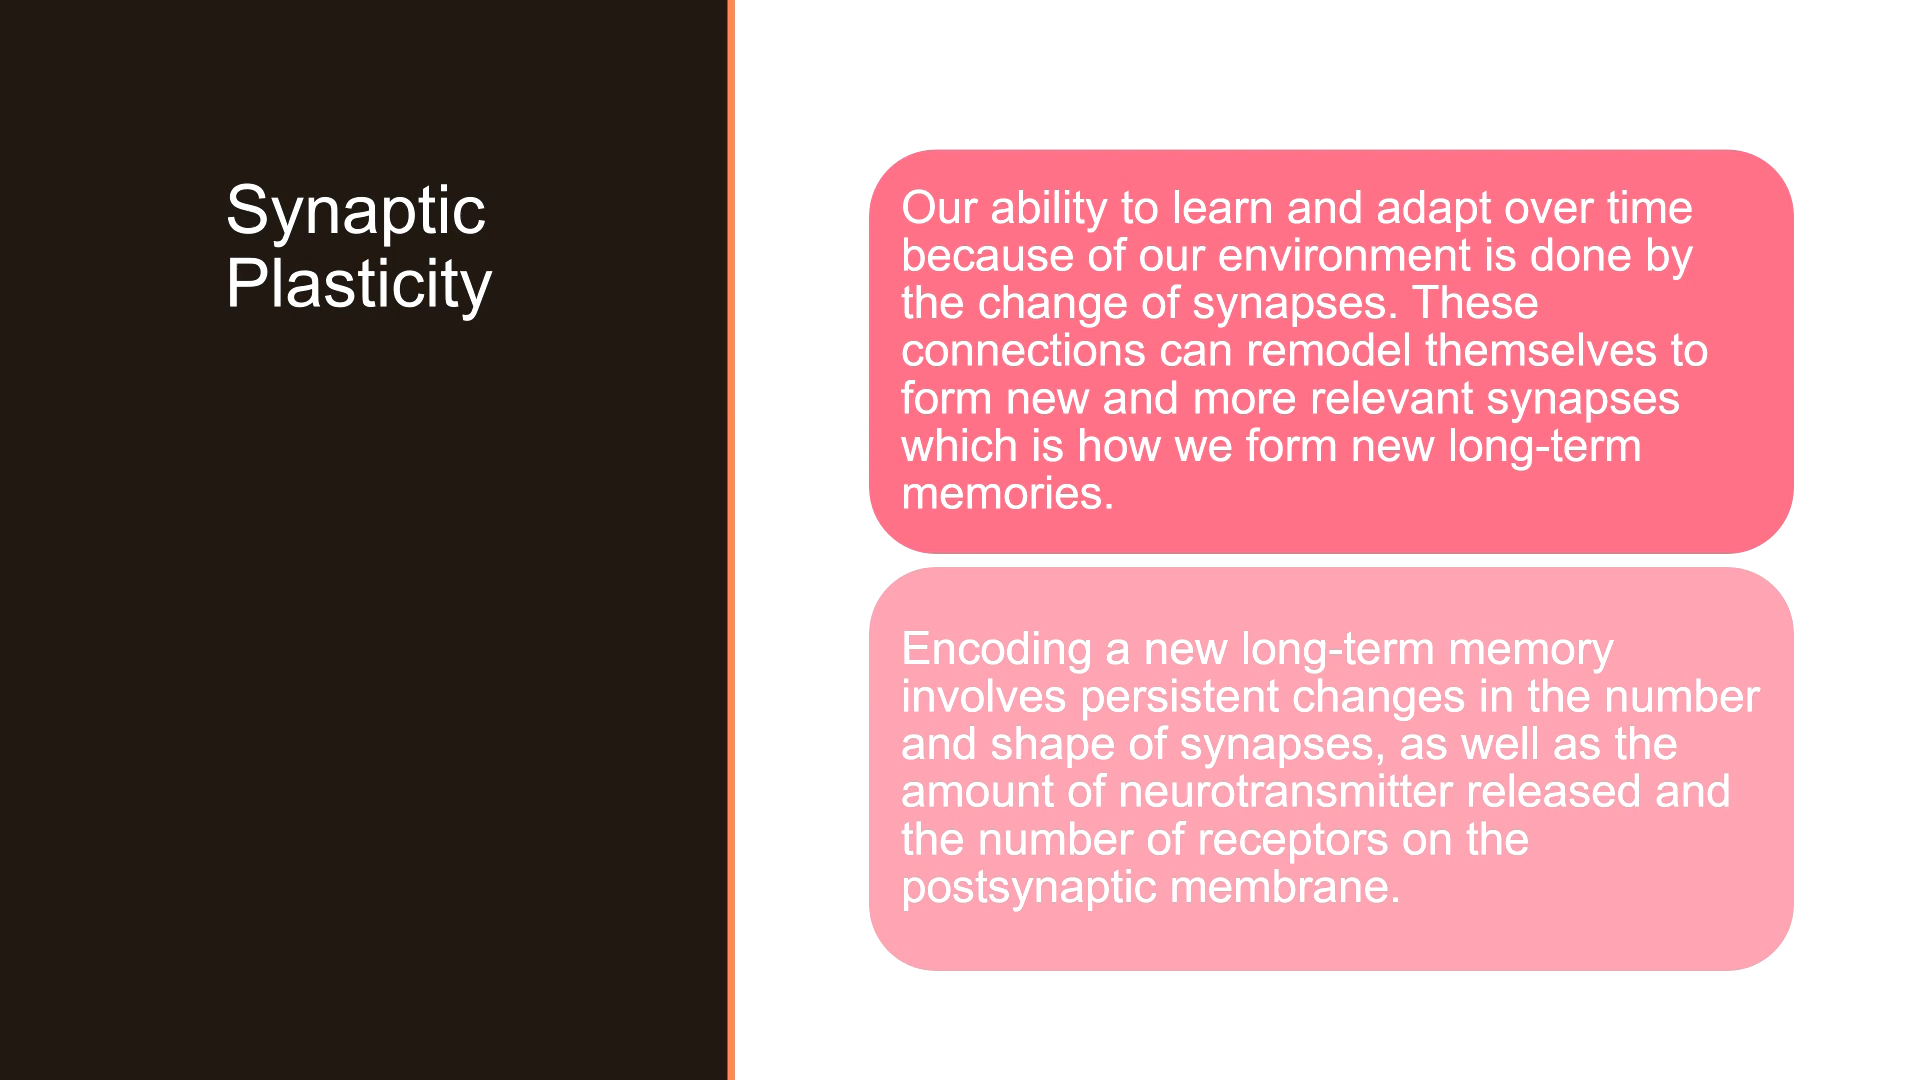 Synaptic
Plasticity
Our ability to learn and adapt over time
because of our environment is done by
the change of synapses. These
connections can remodel themselves to
form new and more relevant synapses
which is how we form new long-term
memories.
Encoding a new long-term memory
involves persistent changes in the number
and shape of synapses, as well as the
amount of neurotransmitter released and
the number of receptors on the
postsynaptic membrane.